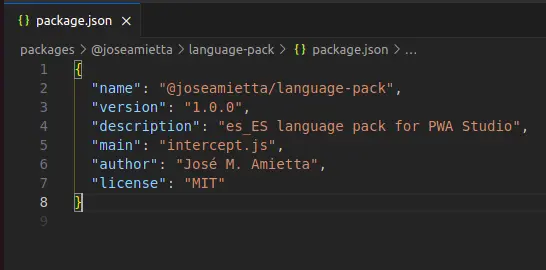 {} package.json ×
packages > @joseamietta > language-pack > {} package.json > ...
1 {
2 "name": "@joseamietta/language-pack",
3 "version": "1.0.0",
4 "description": "es_ES language pack for PWA Studio",
5 "main": "intercept.js",
6 "author": "José M. Amietta",
7 "license": "MIT"
8 }
9